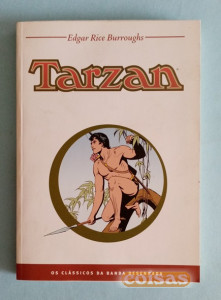 Edgar Rice Burroughs
Tarzan
OS CLÁSSICOS DA BANDA DESENHADA
coisas